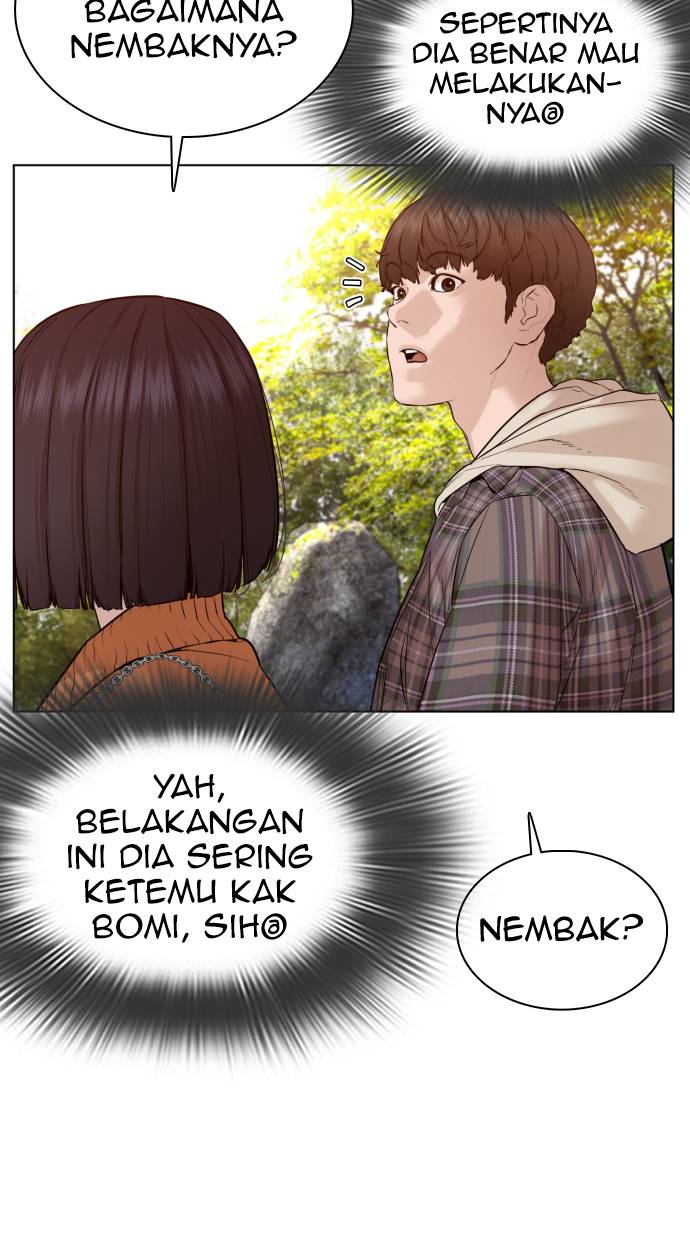 BAGAIMANA
NEMBAKNYA?
SEPERTINYA
DIA BENAR MAU
MELAKUKAN-
NYA@
YAH,
BELAKANGAN
INI DIA SERING
KETEMU KAK
BOMI, SIH@
NEMBAK?